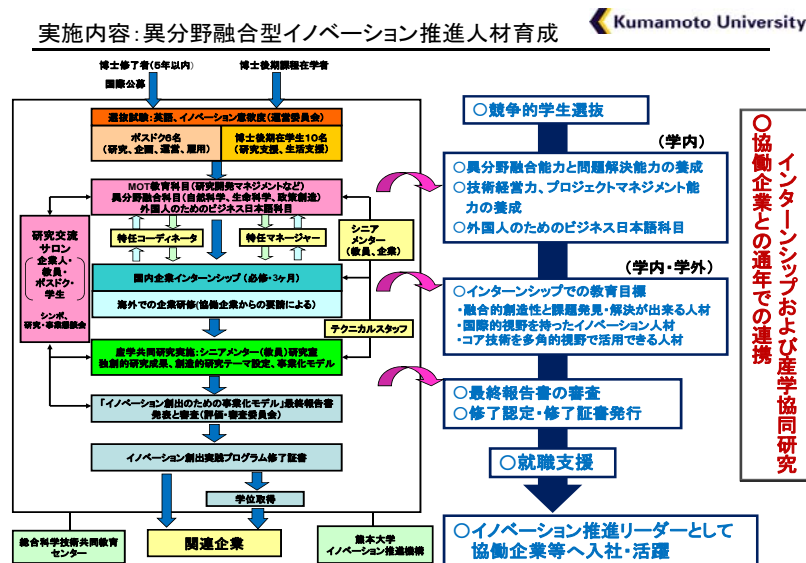 実施内容：異分野融合型イノベーション推進人材育成
Kumamoto University
博士修了者(5年以内)
博士後期課程在学者
国際公募
選抜試験：英語、イノベーション意欲度(運営委員会)
ポスドク6名
(研究、企画、運営、雇用)
博士後期在学生10名
(研究支援、生活支援)
MOT教育科目(研究開発マネジメントなど)
異分野融合科目(自然科学、生命科学、政策創造)
外国人のためのビジネス日本語科目
特任コーディネータ
特任マネージャー
シニア
メンター
(教員、企業)
研究交流
サロン
(企業人・
教員・
ポスドク・
学生)
シンポ、
研究・事業懇談会
国内企業インターンシップ(必修・3ヶ月)
海外での企業研修(協働企業からの要請による)
テクニカルスタッフ
産学共同研究実施：シニアメンター(教員)研究室
独創的研究成果、創造的研究テーマ設定、事業化モデル
「イノベーション創出のための事業化モデル」最終報告書
発表と審査(評価・審査委員会)
イノベーション創出実践プログラム修了証書
学位取得
総合科学技術共同教育
センター
関連企業
熊本大学
イノベーション推進機構
○競争的学生選抜
(学内)
○異分野融合能力と問題解決能力の養成
○技術経営力、プロジェクトマネジメント能
力の養成
○外国人のためのビジネス日本語科目
(学内・学外)
○インターンシップでの教育目標
・融合的創造性と課題発見・解決が出来る人材
・国際的視野を持ったイノベーション人材
・コア技術を多角的視野で活用できる人材
○最終報告書の審査
○修了認定・修了証書発行
○就職支援
○イノベーション推進リーダーとして
協働企業等へ入社・活躍
インターンシップおよび産学協同研究
○協働企業との通年での連携